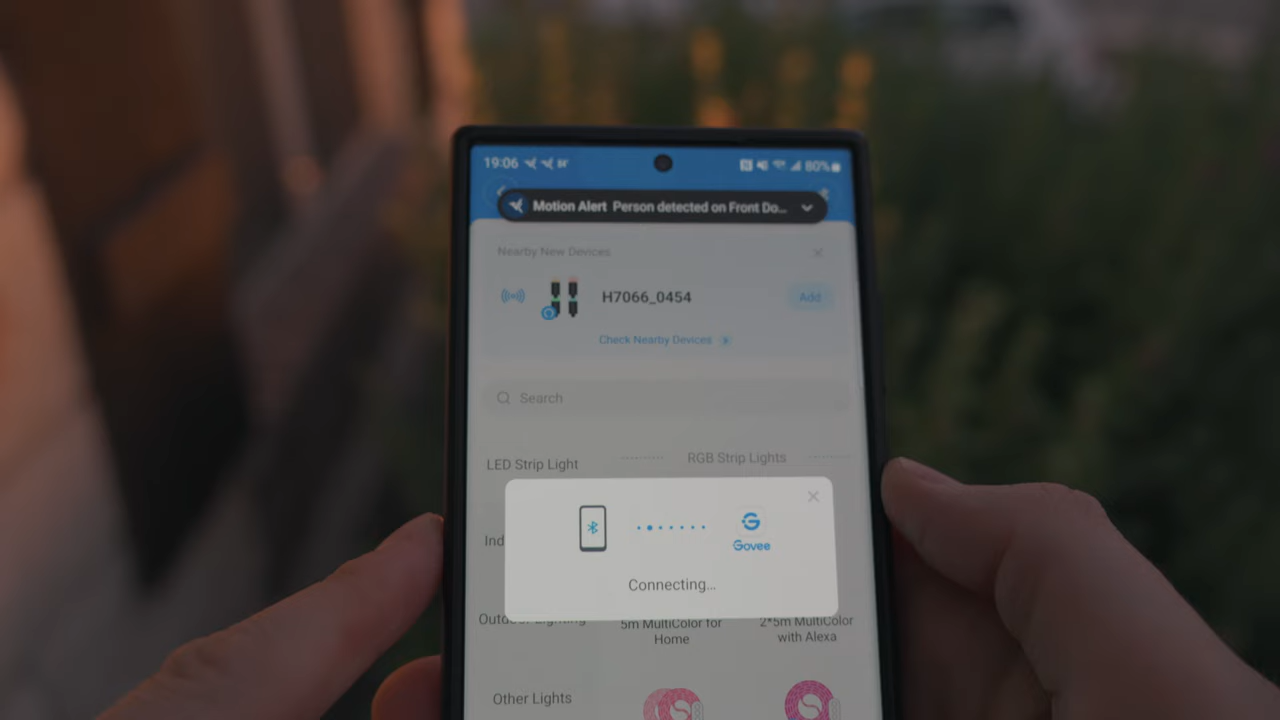 19:06 80%
Motion Alert Person detected on Front Do...
Nearby New Devices
H7066_0454 Add
Check Nearby Devices
Search
LED Strip Light
RGB Strip Lights
Govee
Ind
Connecting...
Outdoor Lighting
5m MultiColor for
Home
2*5m MultiColor
with Alexa
Other Lights